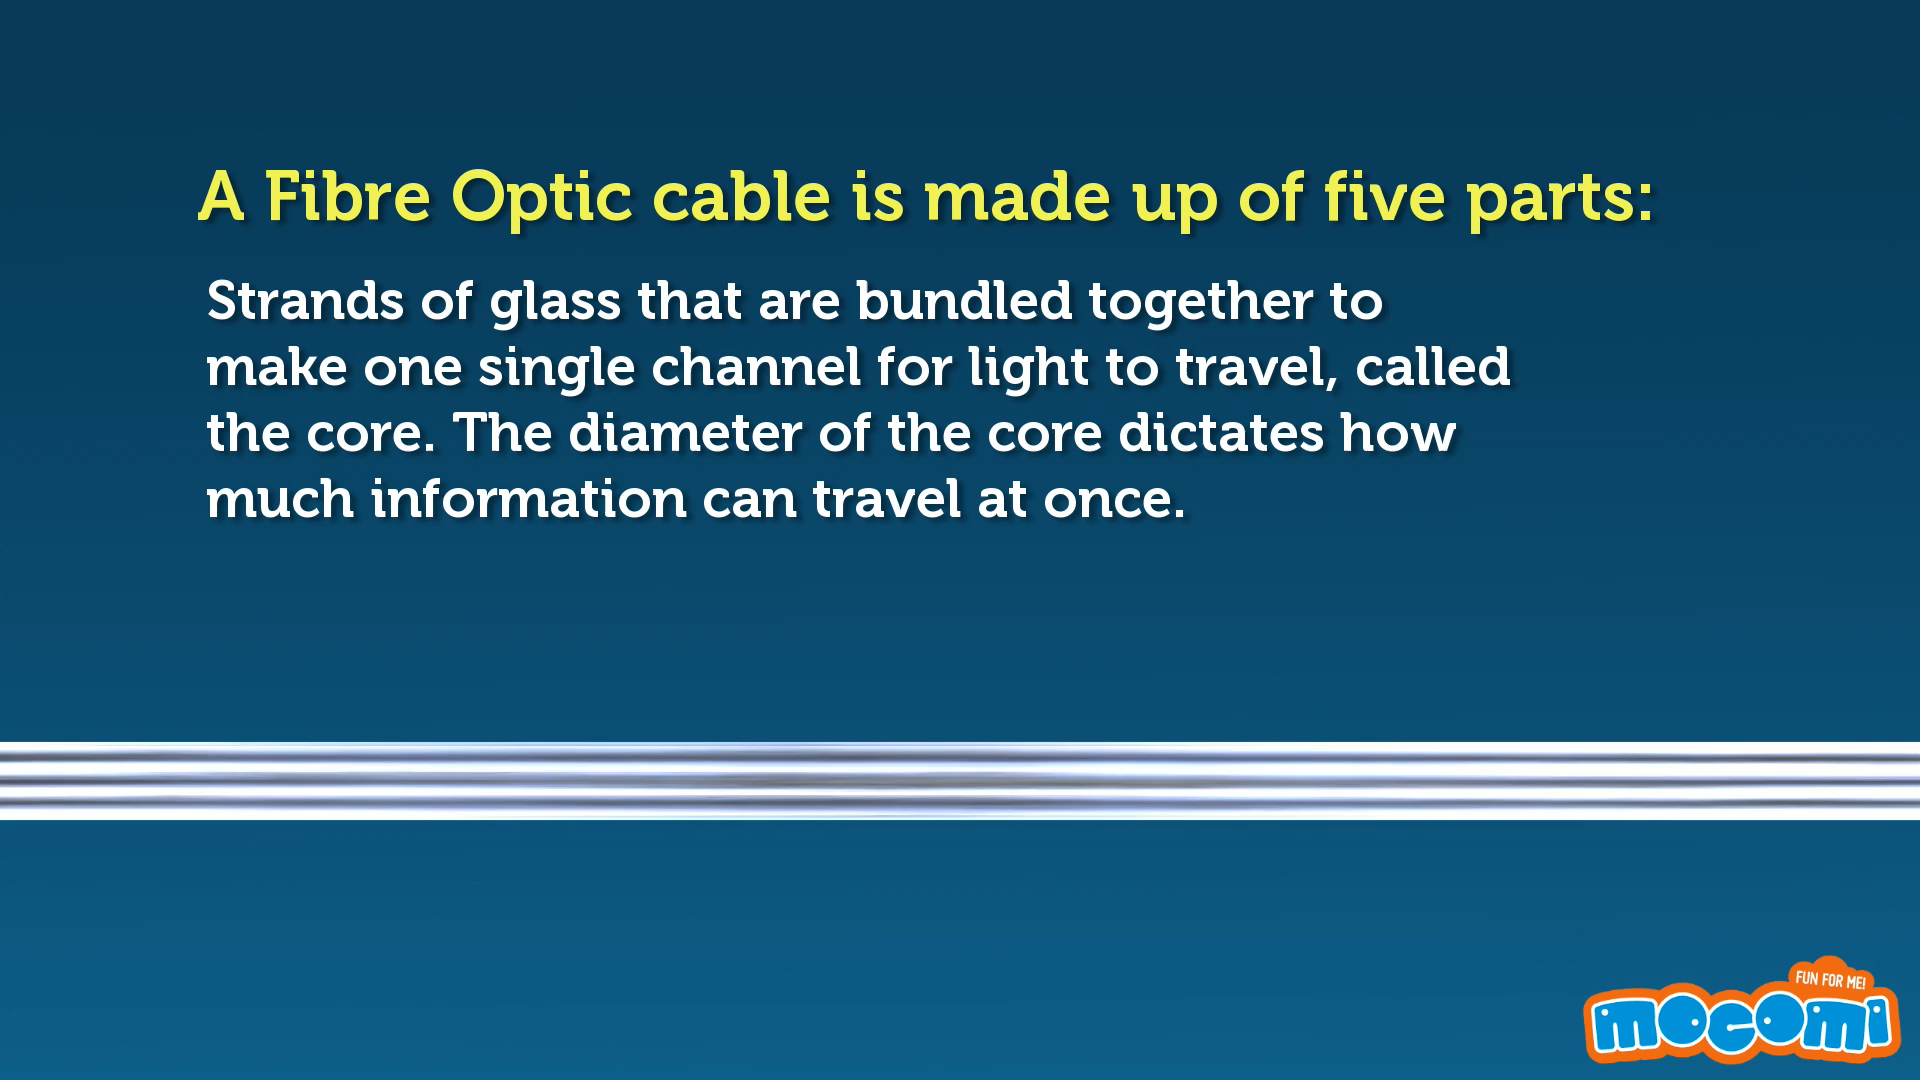 A Fibre Optic cable is made up of five parts:
Strands of glass that are bundled together to
make one single channel for light to travel, called
the core. The diameter of the core dictates how
much information can travel at once.
FUN FOR ME!
mocomi